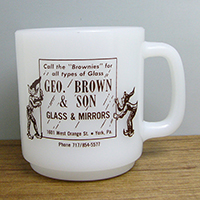 Call the "Brownies" for
all types of Glass
GEO. BROWN
& SON
GLASS & MIRRORS
1601 West Orange St. • York, Pa.
Phone 717/854-5577